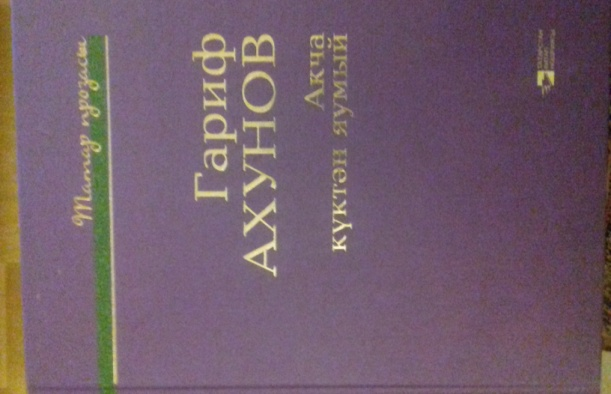 Татар прозасы
Гариф
АХУНОВ
Акча
күктән яумый